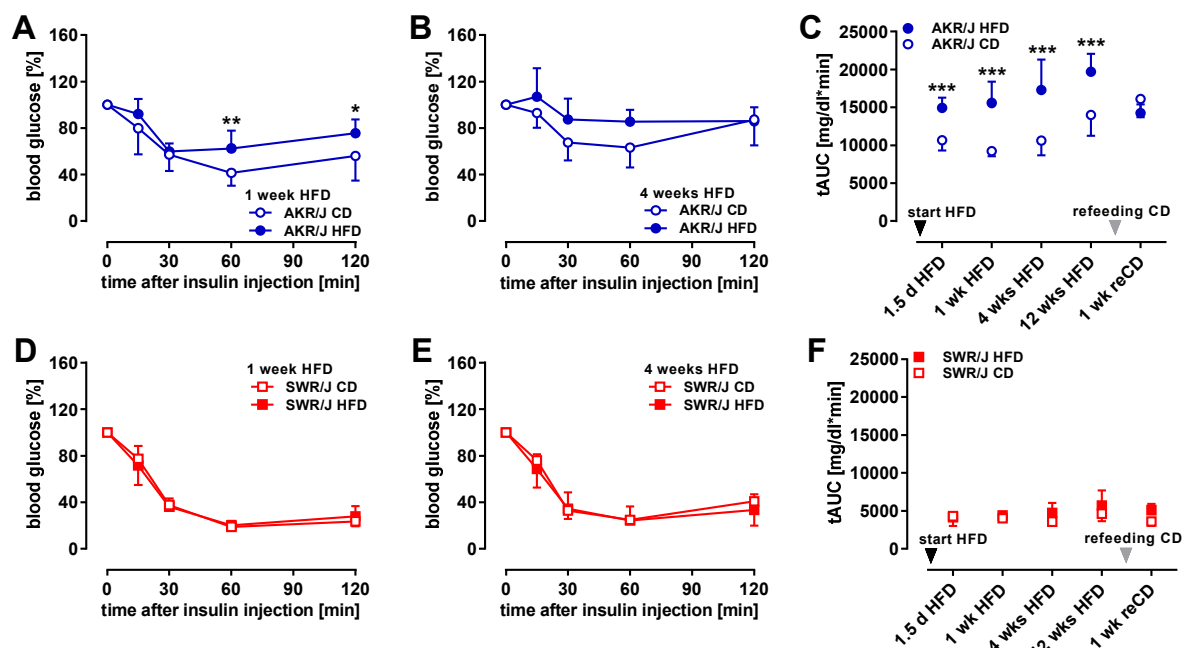 A
blood glucose [%]
160
120
80
40
0
**
*
1 week HFD
AKR/J CD
AKR/J HFD
0 30 60 90 120
time after insulin injection [min]
B
blood glucose [%]
160
120
80
40
0
4 weeks HFD
AKR/J CD
AKR/J HFD
0 30 60 90 120
time after insulin injection [min]
C
tAUC [mg/dl*min]
25000
20000
15000
10000
5000
0
AKR/J HFD
AKR/J CD
*** *** *** ***
start HFD
refeeding CD
1.5 d HFD
1 wk HFD
4 wks HFD
12 wks HFD
1 wk reCD
D
blood glucose [%]
160
120
80
40
0
1 week HFD
SWR/J CD
SWR/J HFD
0 30 60 90 120
time after insulin injection [min]
E
blood glucose [%]
160
120
80
40
0
4 weeks HFD
SWR/J CD
SWR/J HFD
0 30 60 90 120
time after insulin injection [min]
F
tAUC [mg/dl*min]
25000
20000
15000
10000
5000
0
SWR/J HFD
SWR/J CD
start HFD
refeeding CD
1.5 d HFD
1 wk HFD
4 wks HFD
12 wks HFD
1 wk reCD